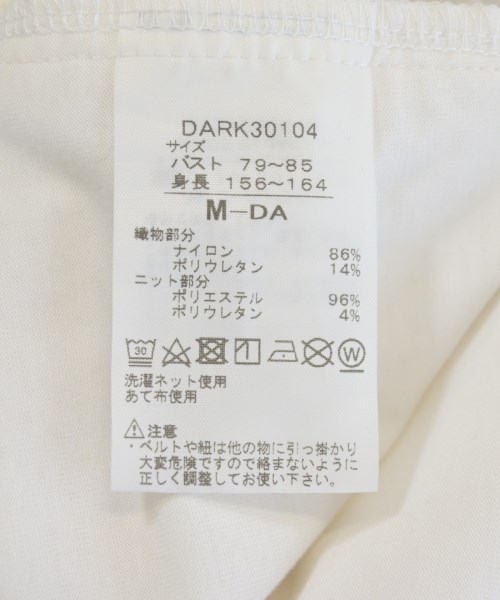 DARK30104
サイズ
バスト 79〜85
身長 156〜164
M-DA
織物部分
ナイロン 86%
ポリウレタン 14%
ニット部分
ポリエステル 96%
ポリウレタン 4%
30 W
洗濯ネット使用
あて布使用
⚠注意
・ベルトや紐は他の物に引っ掛かり
大変危険ですので絡まないように
正しく調整してお使い下さい。